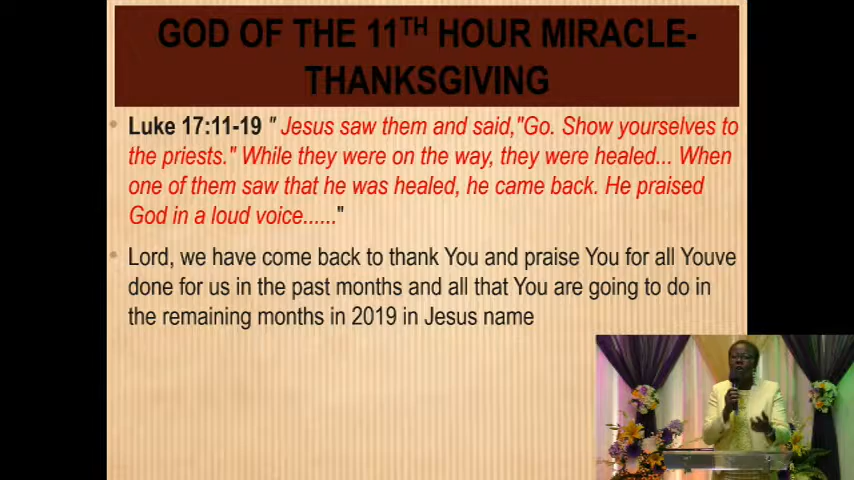 GOD OF THE 11TH HOUR MIRACLE-
THANKSGIVING
Luke 17:11-19 " Jesus saw them and said,"Go. Show yourselves to
the priests." While they were on the way, they were healed... When
one of them saw that he was healed, he came back. He praised
God in a loud voice......"
Lord, we have come back to thank You and praise You for all Youve
done for us in the past months and all that You are going to do in
the remaining months in 2019 in Jesus name